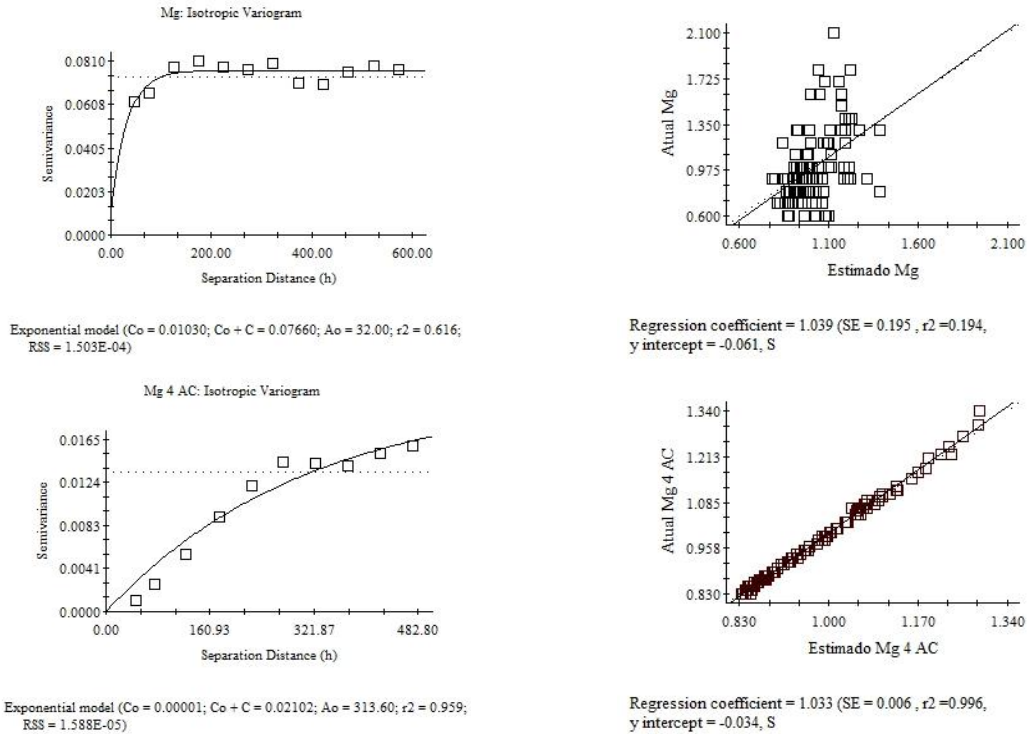 Mg: Isotropic Variogram
0.0810
0.0608
0.0405
0.0203
0.0000
Semivariance
0.00 200.00 400.00 600.00
Separation Distance (h)
Exponential model (Co = 0.01030; Co + C = 0.07660; Ao = 32.00; r2 = 0.616;
RSS = 1.503E-04)
2.100
1.725
1.350
0.975
0.600
Atual Mg
0.600 1.100 1.600 2.100
Estimado Mg
Regression coefficient = 1.039 (SE = 0.195 , r2 =0.194,
y intercept = -0.061, S
Mg 4 AC: Isotropic Variogram
0.0165
0.0124
0.0083
0.0041
0.0000
Semivariance
0.00 160.93 321.87 482.80
Separation Distance (h)
Exponential model (Co = 0.00001; Co + C = 0.02102; Ao = 313.60; r2 = 0.959;
RSS = 1.588E-05)
1.340
1.213
1.085
0.958
0.830
Atual Mg 4 AC
0.830 1.000 1.170 1.340
Estimado Mg 4 AC
Regression coefficient = 1.033 (SE = 0.006 , r2 =0.996,
y intercept = -0.034, S